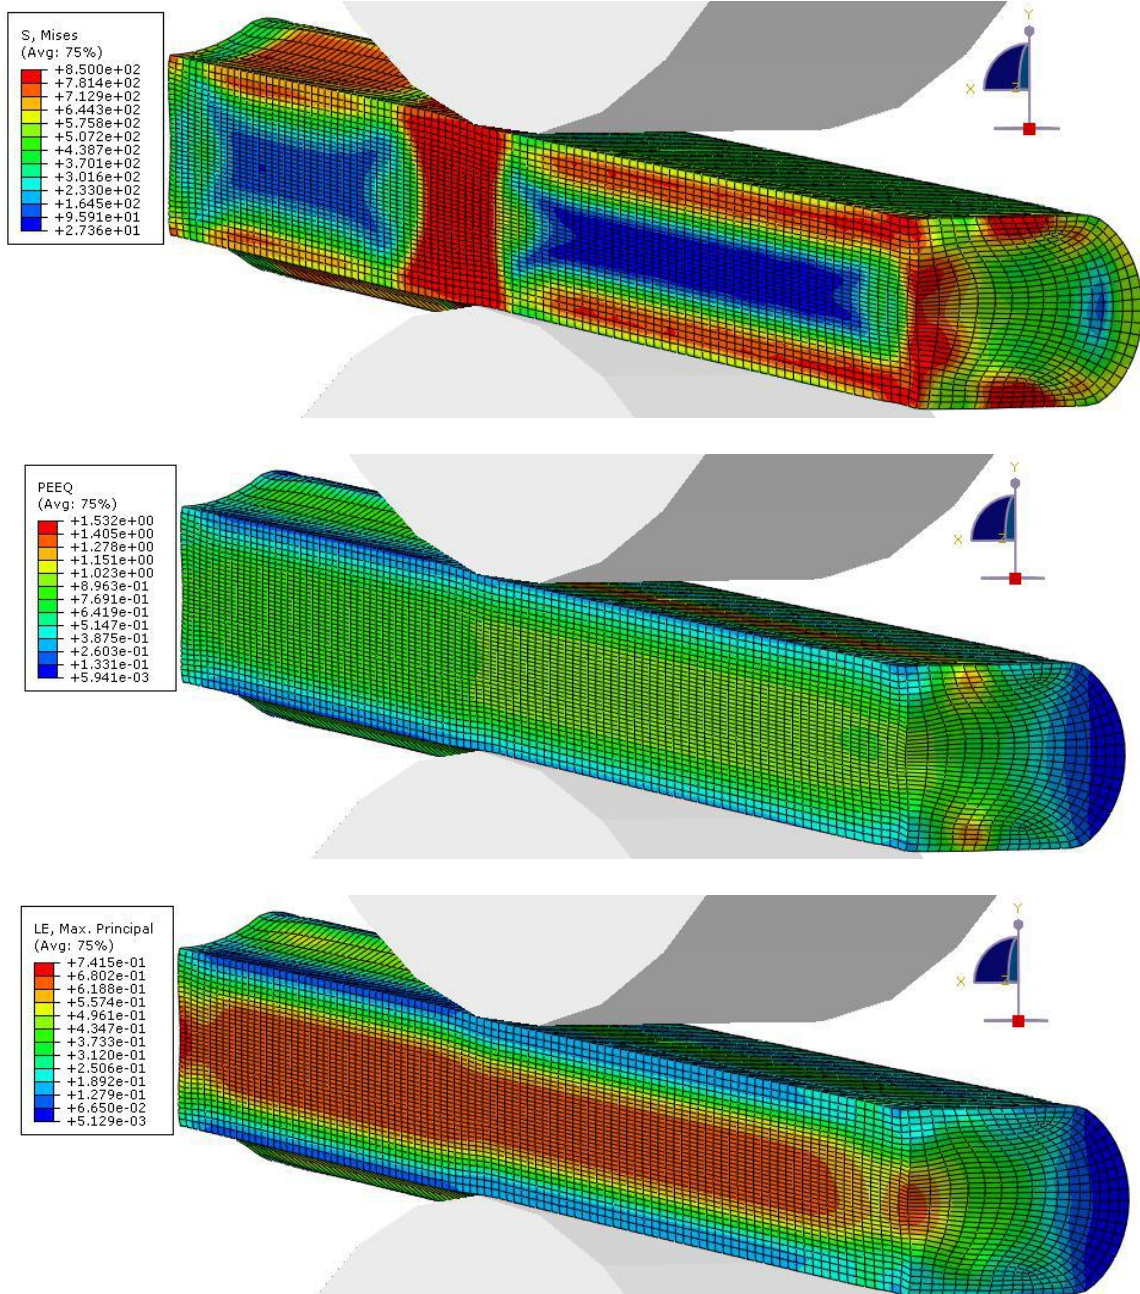 S, Mises
(Avg: 75%)
+8.500e+02
+7.814e+02
+7.129e+02
+6.443e+02
+5.758e+02
+5.072e+02
+4.387e+02
+3.701e+02
+3.016e+02
+2.330e+02
+1.645e+02
+9.591e+01
+2.736e+01
Y
X
Z
PEEQ
(Avg: 75%)
+1.532e+00
+1.405e+00
+1.278e+00
+1.151e+00
+1.023e+00
+8.963e-01
+7.691e-01
+6.419e-01
+5.147e-01
+3.875e-01
+2.603e-01
+1.331e-01
+5.941e-03
Y
X
Z
LE, Max. Principal
(Avg: 75%)
+7.415e-01
+6.802e-01
+6.188e-01
+5.574e-01
+4.961e-01
+4.347e-01
+3.733e-01
+3.120e-01
+2.506e-01
+1.892e-01
+1.279e-01
+6.650e-02
+5.129e-03
Y
X
Z